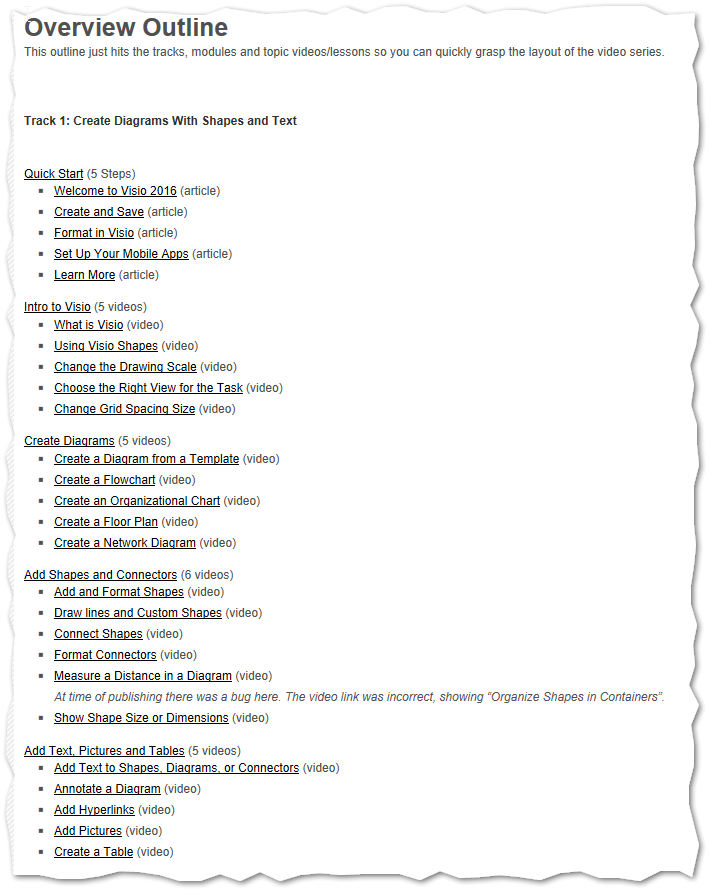 Overview Outline
This outline just hits the tracks, modules and topic videos/lessons so you can quickly grasp the layout of the video series.
Track 1: Create Diagrams With Shapes and Text
Quick Start (5 Steps)
Welcome to Visio 2016 (article)
Create and Save (article)
Format in Visio (article)
Set Up Your Mobile Apps (article)
Learn More (article)
Intro to Visio (5 videos)
What is Visio (video)
Using Visio Shapes (video)
Change the Drawing Scale (video)
Choose the Right View for the Task (video)
Change Grid Spacing Size (video)
Create Diagrams (5 videos)
Create a Diagram from a Template (video)
Create a Flowchart (video)
Create an Organizational Chart (video)
Create a Floor Plan (video)
Create a Network Diagram (video)
Add Shapes and Connectors (6 videos)
Add and Format Shapes (video)
Draw lines and Custom Shapes (video)
Connect Shapes (video)
Format Connectors (video)
Measure a Distance in a Diagram (video)
At time of publishing there was a bug here. The video link was incorrect, showing “Organize Shapes in Containers”.
Show Shape Size or Dimensions (video)
Add Text, Pictures and Tables (5 videos)
Add Text to Shapes, Diagrams, or Connectors (video)
Annotate a Diagram (video)
Add Hyperlinks (video)
Add Pictures (video)
Create a Table (video)